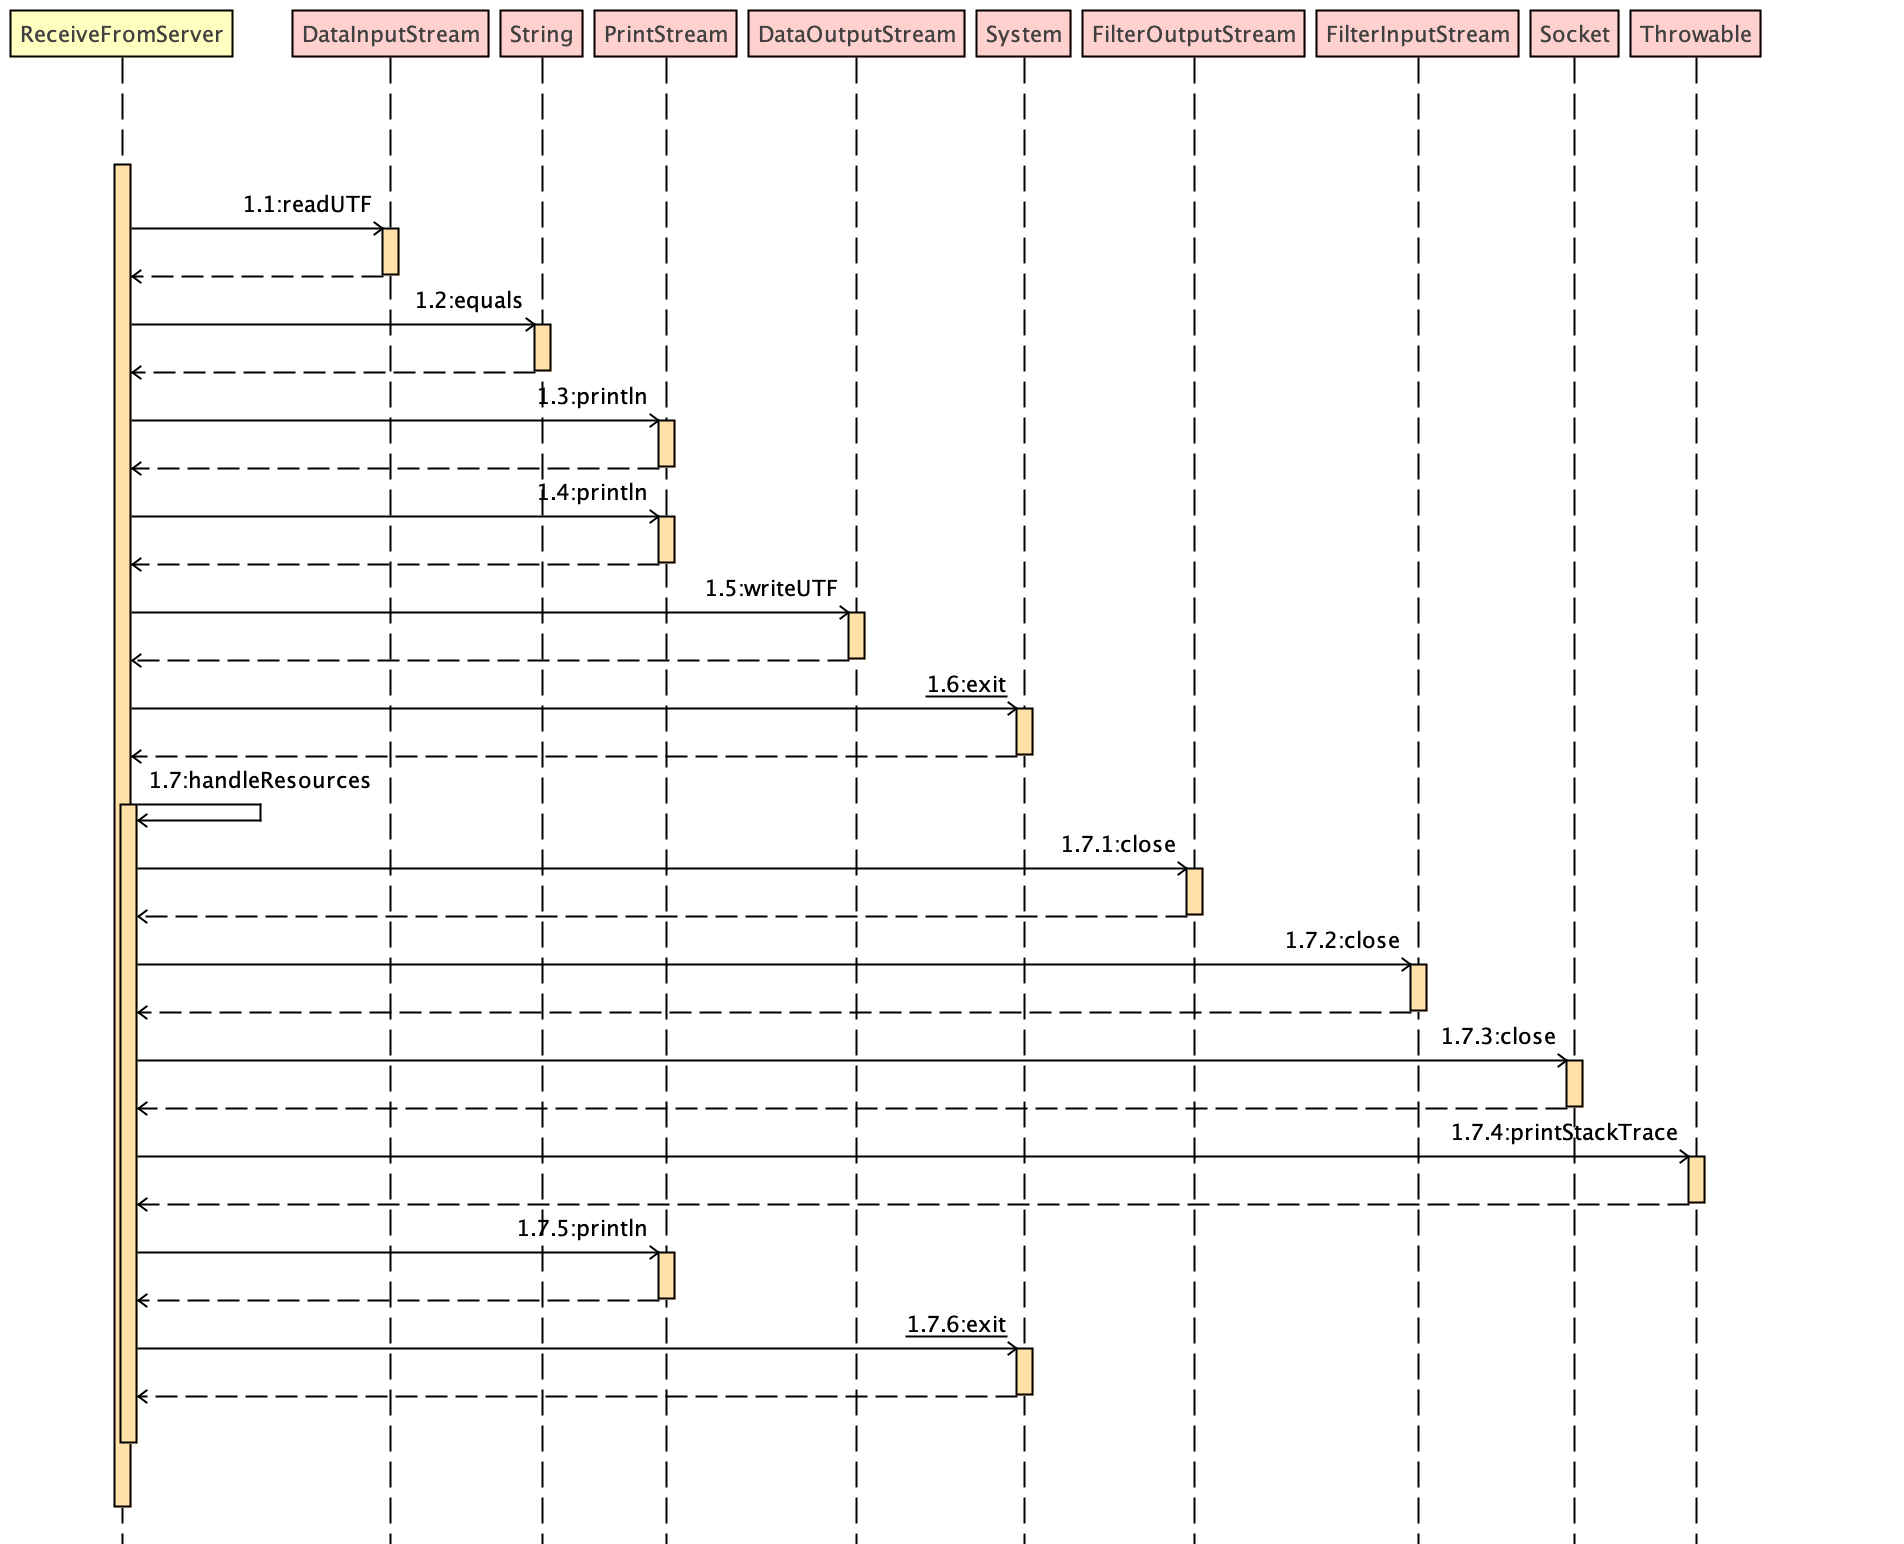 ReceiveFromServer DataInputStream String PrintStream DataOutputStream System FilterOutputStream FilterInputStream Socket Throwable
1.1:readUTF
1.2:equals
1.3:println
1.4:println
1.5:writeUTF
1.6:exit
1.7:handleResources
1.7.1:close
1.7.2:close
1.7.3:close
1.7.4:printStackTrace
1.7.5:println
1.7.6:exit